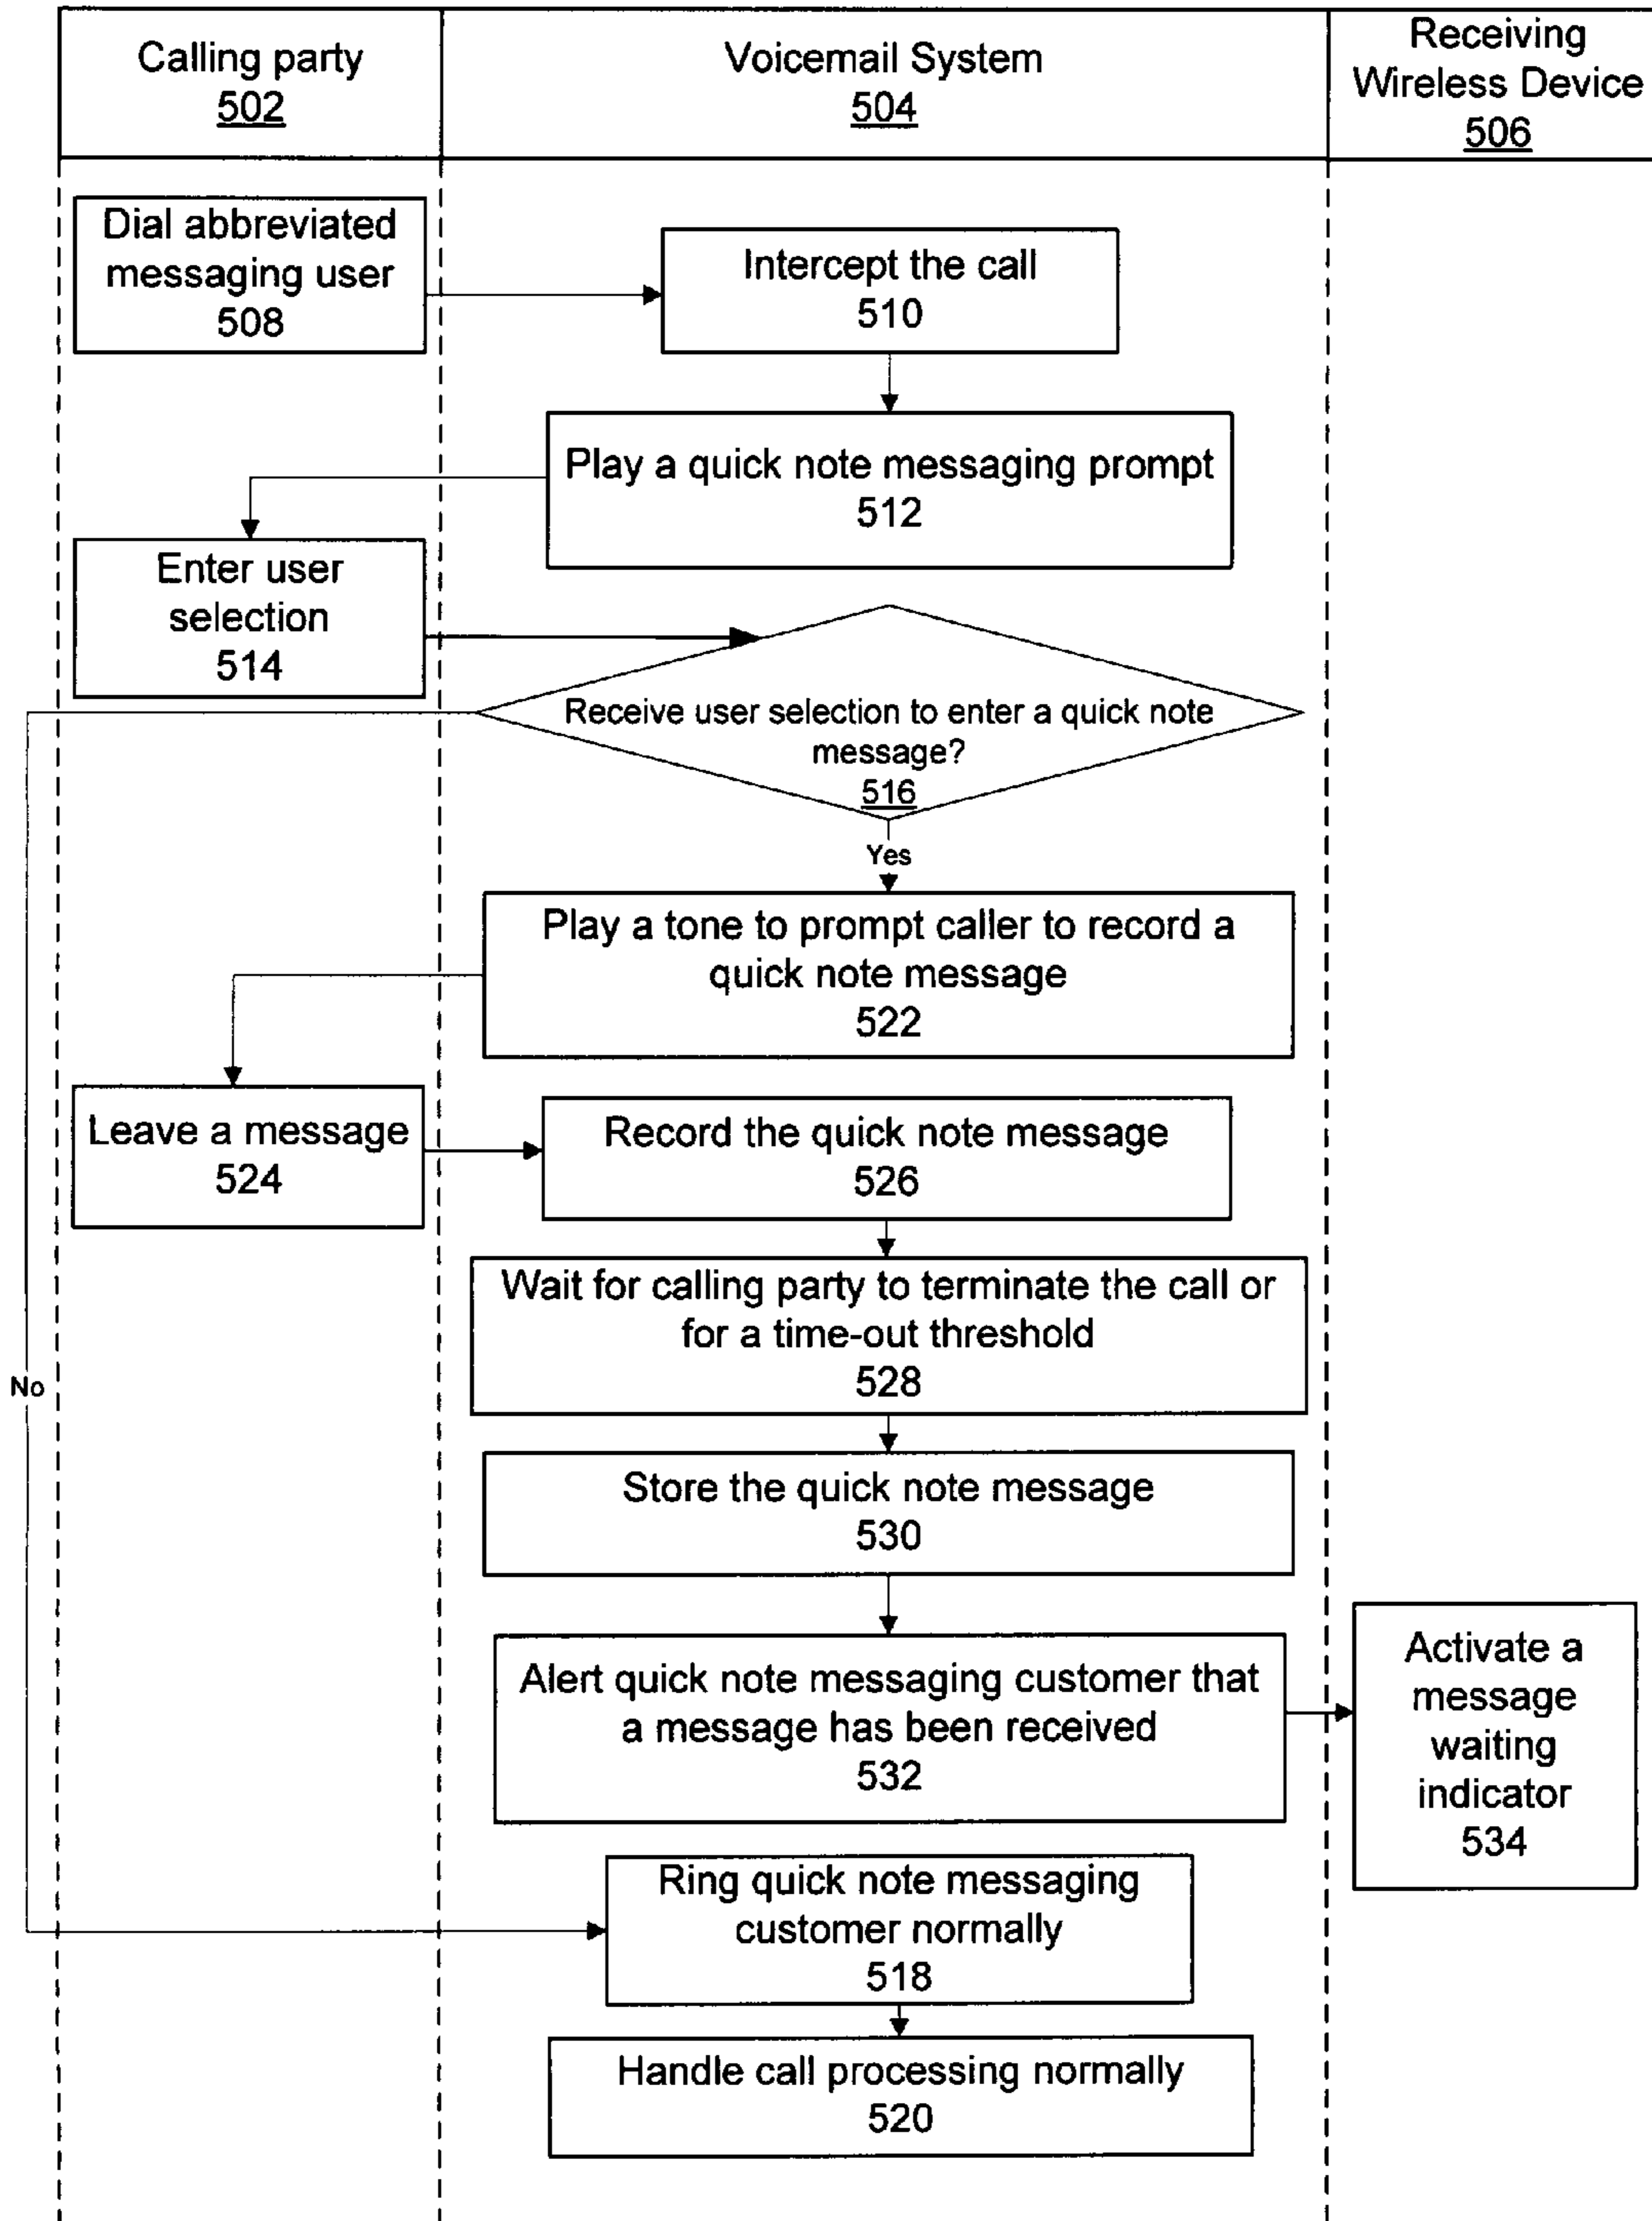 Calling party
502
Voicemail System
504
Receiving
Wireless Device
506
Dial abbreviated
messaging user
508
Intercept the call
510
Play a quick note messaging prompt
512
Enter user
selection
514
Receive user selection to enter a quick note
message?
516
Yes
Play a tone to prompt caller to record a
quick note message
522
Leave a message
524
Record the quick note message
526
Wait for calling party to terminate the call or
for a time-out threshold
528
No
Store the quick note message
530
Alert quick note messaging customer that
a message has been received
532
Activate a
message
waiting
indicator
534
Ring quick note messaging
customer normally
518
Handle call processing normally
520